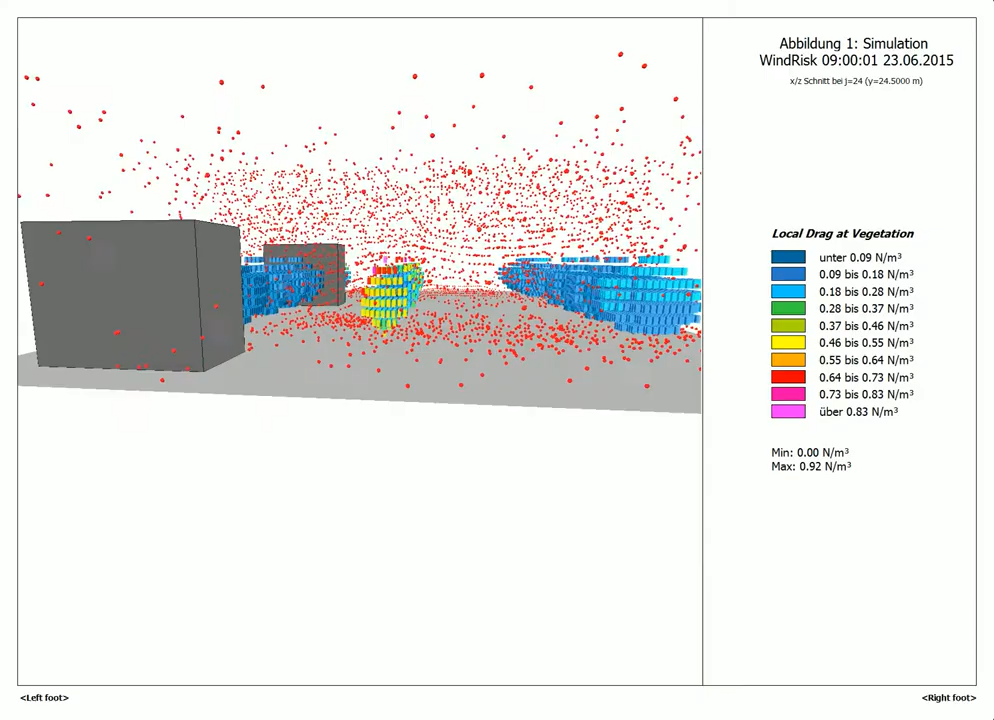 Abbildung 1: Simulation
WindRisk 09:00:01 23.06.2015
x/z Schnitt bei j=24 (y=24.5000 m)
Local Drag at Vegetation
unter 0.09 N/m³
0.09 bis 0.18 N/m³
0.18 bis 0.28 N/m³
0.28 bis 0.37 N/m³
0.37 bis 0.46 N/m³
0.46 bis 0.55 N/m³
0.55 bis 0.64 N/m³
0.64 bis 0.73 N/m³
0.73 bis 0.83 N/m³
über 0.83 N/m³
Min: 0.00 N/m³
Max: 0.92 N/m³
<Left foot>
<Right foot>